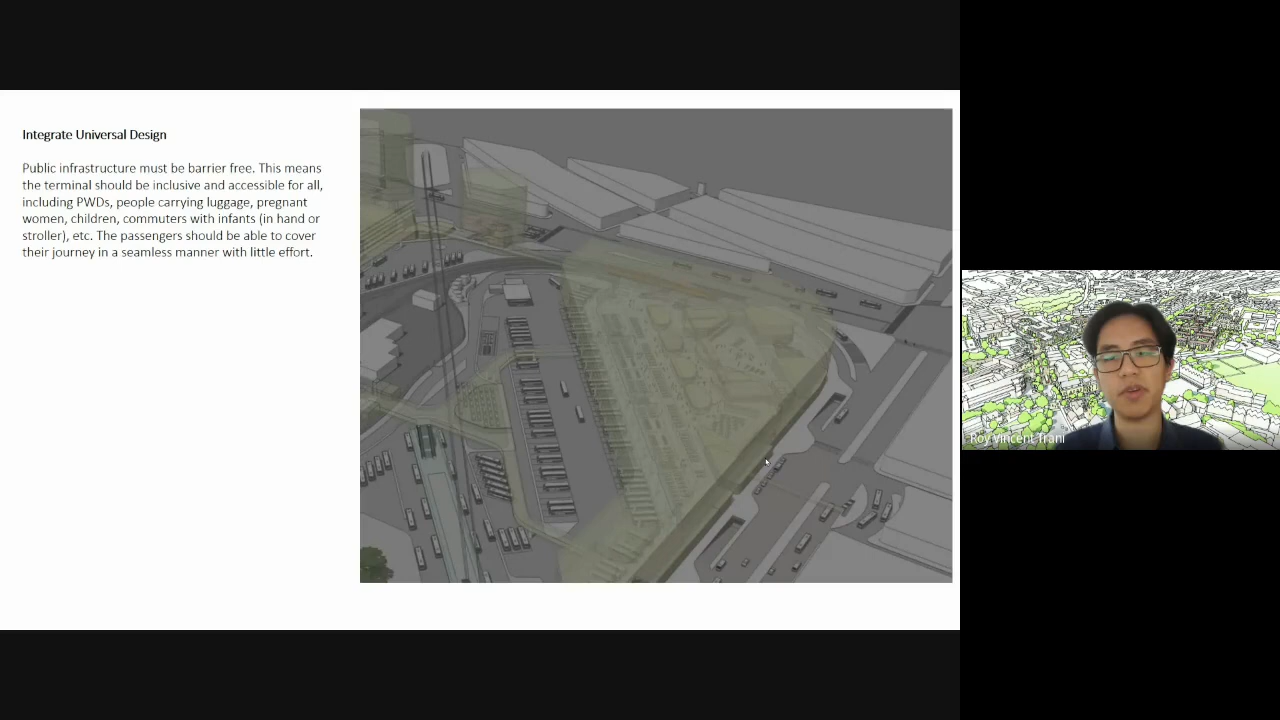 Integrate Universal Design
Public infrastructure must be barrier free. This means
the terminal should be inclusive and accessible for all,
including PWDs, people carrying luggage, pregnant
women, children, commuters with infants (in hand or
stroller), etc. The passengers should be able to cover
their journey in a seamless manner with little effort.
Roy Vincent Trani